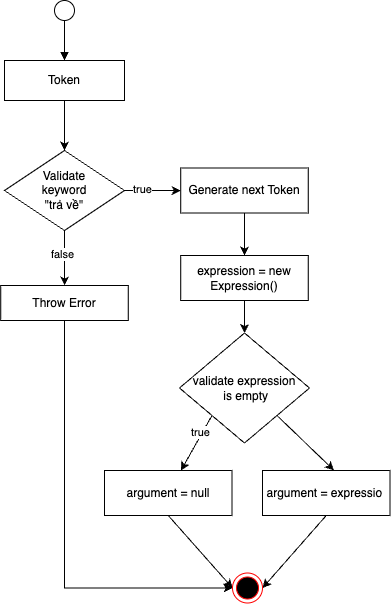 Token
Validate
keyword
"trả về"
true
Generate next Token
false
expression = new
Expression()
Throw Error
validate expression
is empty
true
argument = null
argument = expressio